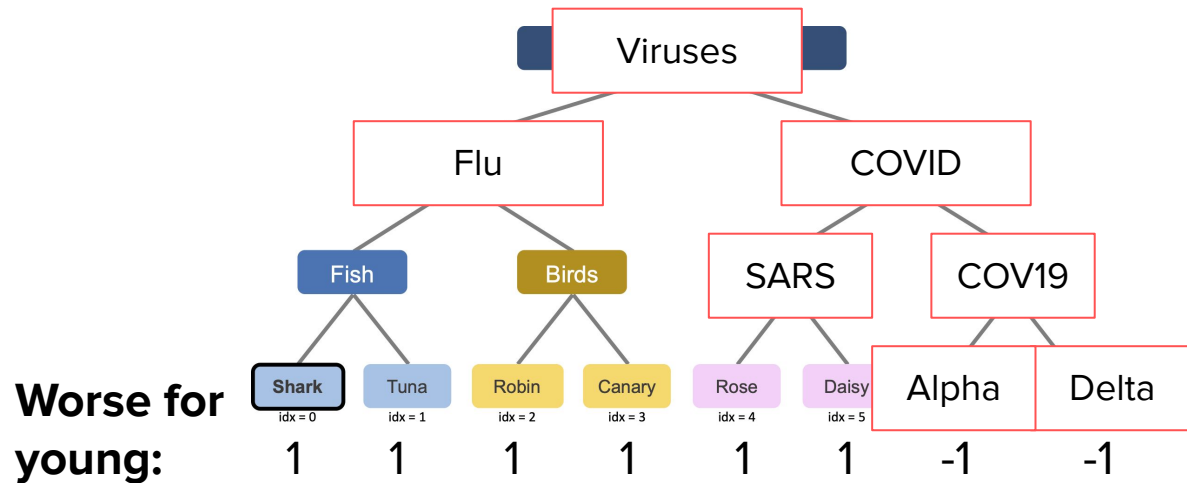 Viruses
Flu COVID
Fish Birds SARS COV19
Shark Tuna Robin Canary Rose Daisy Alpha Delta
idx = 0 idx = 1 idx = 2 idx = 3 idx = 4 idx = 5
Worse for
young: 1 1 1 1 1 1 -1 -1